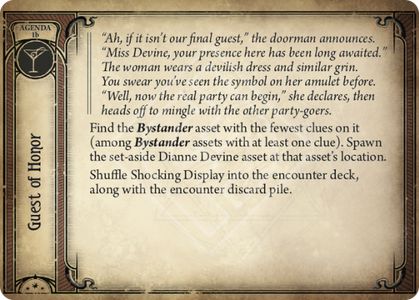 AGENDA
1b
Guest of Honor
“Ah, if it isn’t our final guest,” the doorman announces.
“Miss Devine, your presence here has been long awaited.”
The woman wears a devilish dress and similar grin.
You swear you’ve seen the symbol on her amulet before.
“Well, now the real party can begin,” she declares, then
heads off to mingle with the other party-goers.
Find the Bystander asset with the fewest clues on it
(among Bystander assets with at least one clue). Spawn
the set-aside Dianne Devine asset at that asset’s location.
Shuffle Shocking Display into the encounter deck,
along with the encounter discard pile.